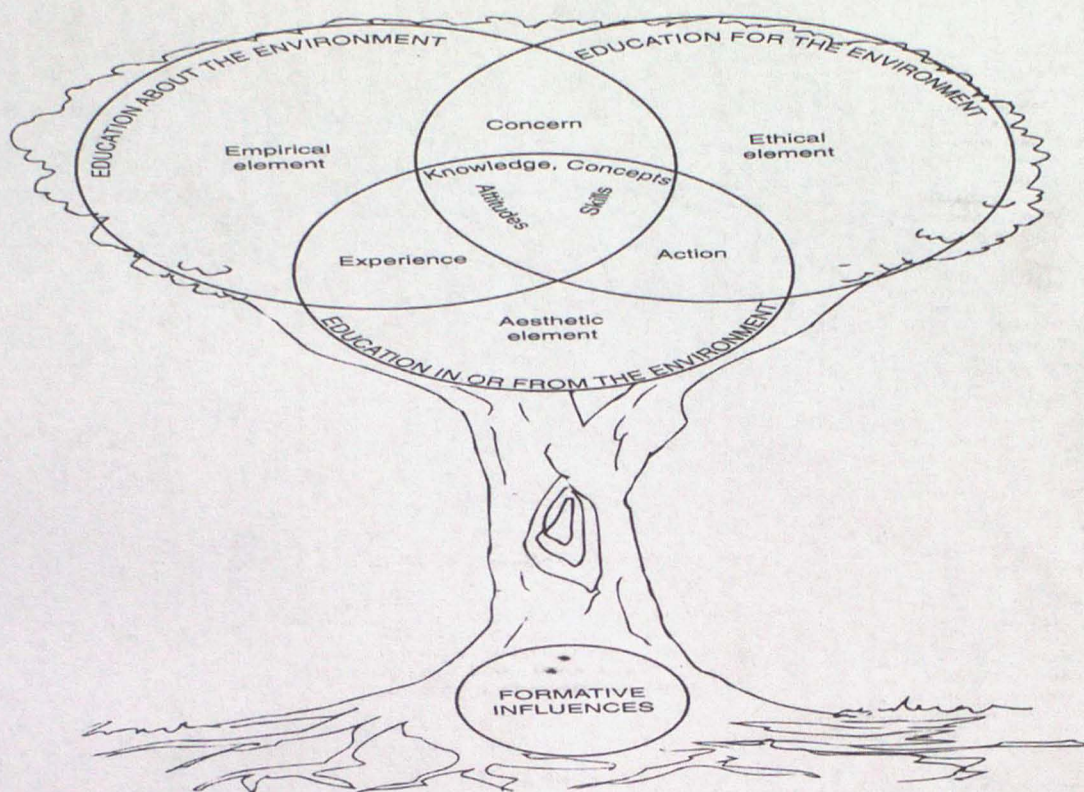 EDUCATION ABOUT THE ENVIRONMENT
EDUCATION FOR THE ENVIRONMENT
Concern
Empirical
element
Ethical
element
Knowledge, Concepts
Attitudes
Skills
Experience
Action
Aesthetic
element
EDUCATION IN OR FROM THE ENVIRONMENT
FORMATIVE
INFLUENCES